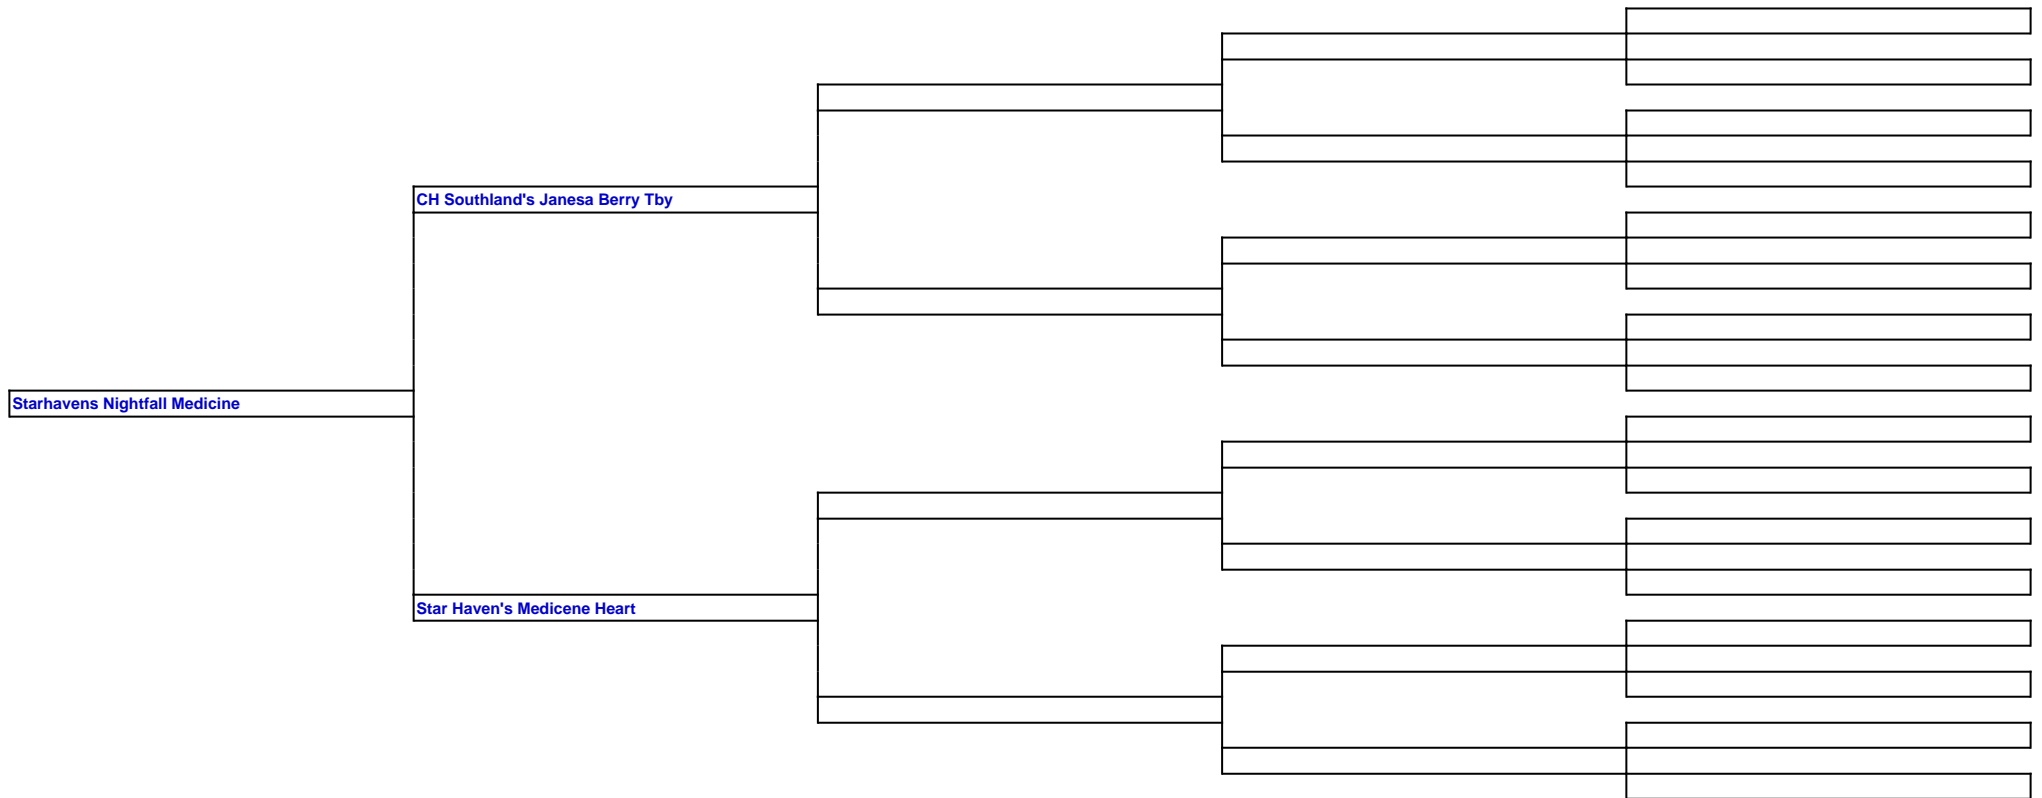 CH Southland's Janesa Berry Tby
Starhavens Nightfall Medicine
Star Haven's Medicene Heart